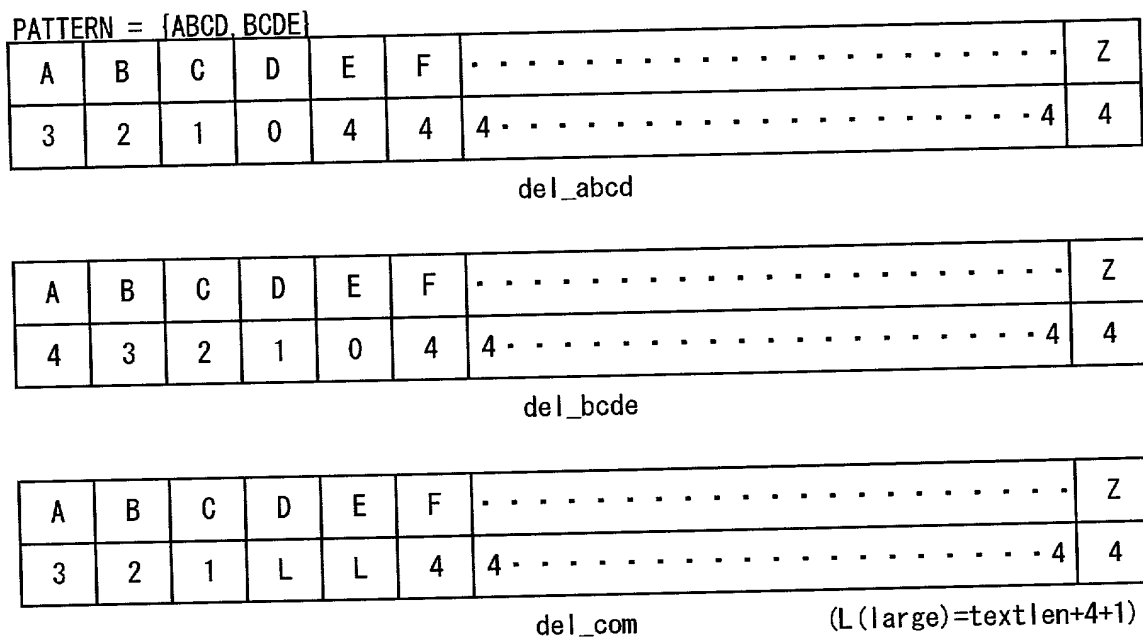 PATTERN = {ABCD, BCDE}
A B C D E F · · · · · · · · · · · · · · · · · · · · · Z
3 2 1 0 4 4 4 · · · · · · · · · · · · · · · · · · · 4 4
del_abcd
A B C D E F · · · · · · · · · · · · · · · · · · · · · Z
4 3 2 1 0 4 4 · · · · · · · · · · · · · · · · · · · 4 4
del_bcde
A B C D E F · · · · · · · · · · · · · · · · · · · · · Z
3 2 1 L L 4 4 · · · · · · · · · · · · · · · · · · · 4 4
del_com (L(large)=textlen+4+1)